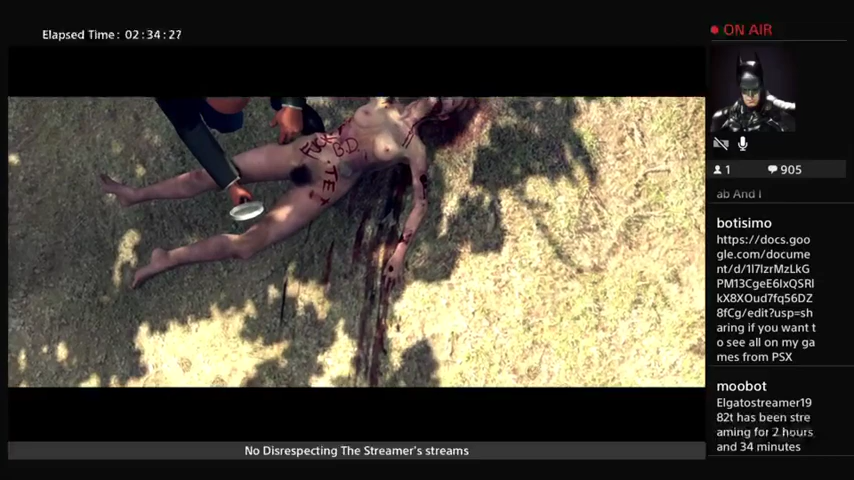 Elapsed Time: 02:34:27
ON AIR
1
905
ab And I
botisimo
https://docs.goo
gle.com/docume
nt/d/1l7IzrMzLkG
PM13CgeE6IxQSRl
kX8XOud7fq56DZ
8fCg/edit?usp=sh
aring if you want t
o see all on my ga
mes from PSX
moobot
Elgatostreamer19
82t has been stre
aming for 2 hours
and 34 minutes
No Disrespecting The Streamer's streams
B.D.